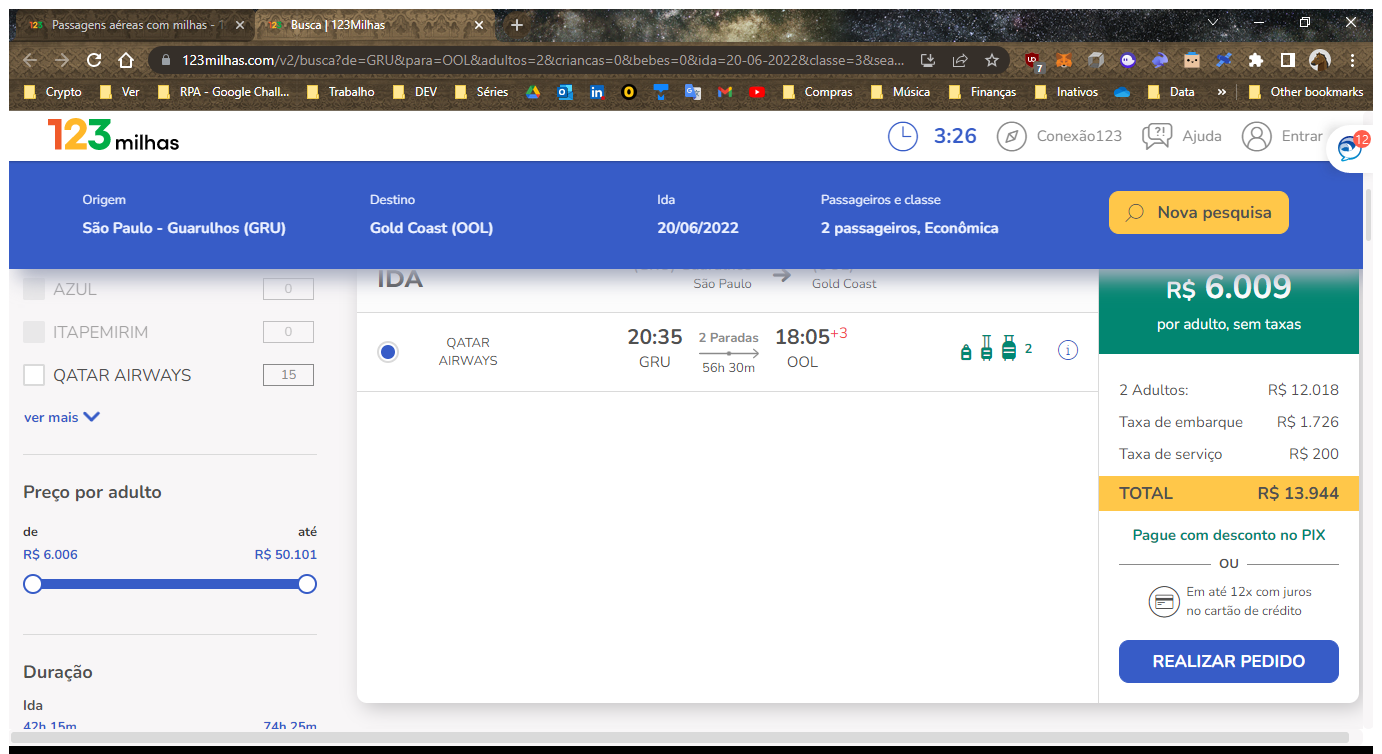 Passagens aéreas com milhas - 1
Busca | 123Milhas
123milhas.com/v2/busca?de=GRU&para=OOL&adultos=2&criancas=0&bebes=0&ida=20-06-2022&classe=3&sea...
7
Crypto
Ver
RPA - Google Chall...
Trabalho
DEV
Séries
Compras
Música
Finanças
Inativos
Data
»
Other bookmarks
123milhas
3:26
Conexão123
Ajuda
Entrar
12
Origem
São Paulo - Guarulhos (GRU)
Destino
Gold Coast (OOL)
Ida
20/06/2022
Passageiros e classe
2 passageiros, Econômica
Nova pesquisa
AZUL
0
ITAPEMIRIM
0
QATAR AIRWAYS
15
ver mais
Preço por adulto
de
até
R$ 6.006
R$ 50.101
Duração
Ida
42h 15m
74h 25m
IDA
São Paulo
Gold Coast
QATAR
AIRWAYS
20:35
GRU
2 Paradas
56h 30m
18:05+3
OOL
2
R$ 6.009
por adulto, sem taxas
2 Adultos: R$ 12.018
Taxa de embarque R$ 1.726
Taxa de serviço R$ 200
TOTAL R$ 13.944
Pague com desconto no PIX
OU
Em até 12x com juros
no cartão de crédito
REALIZAR PEDIDO